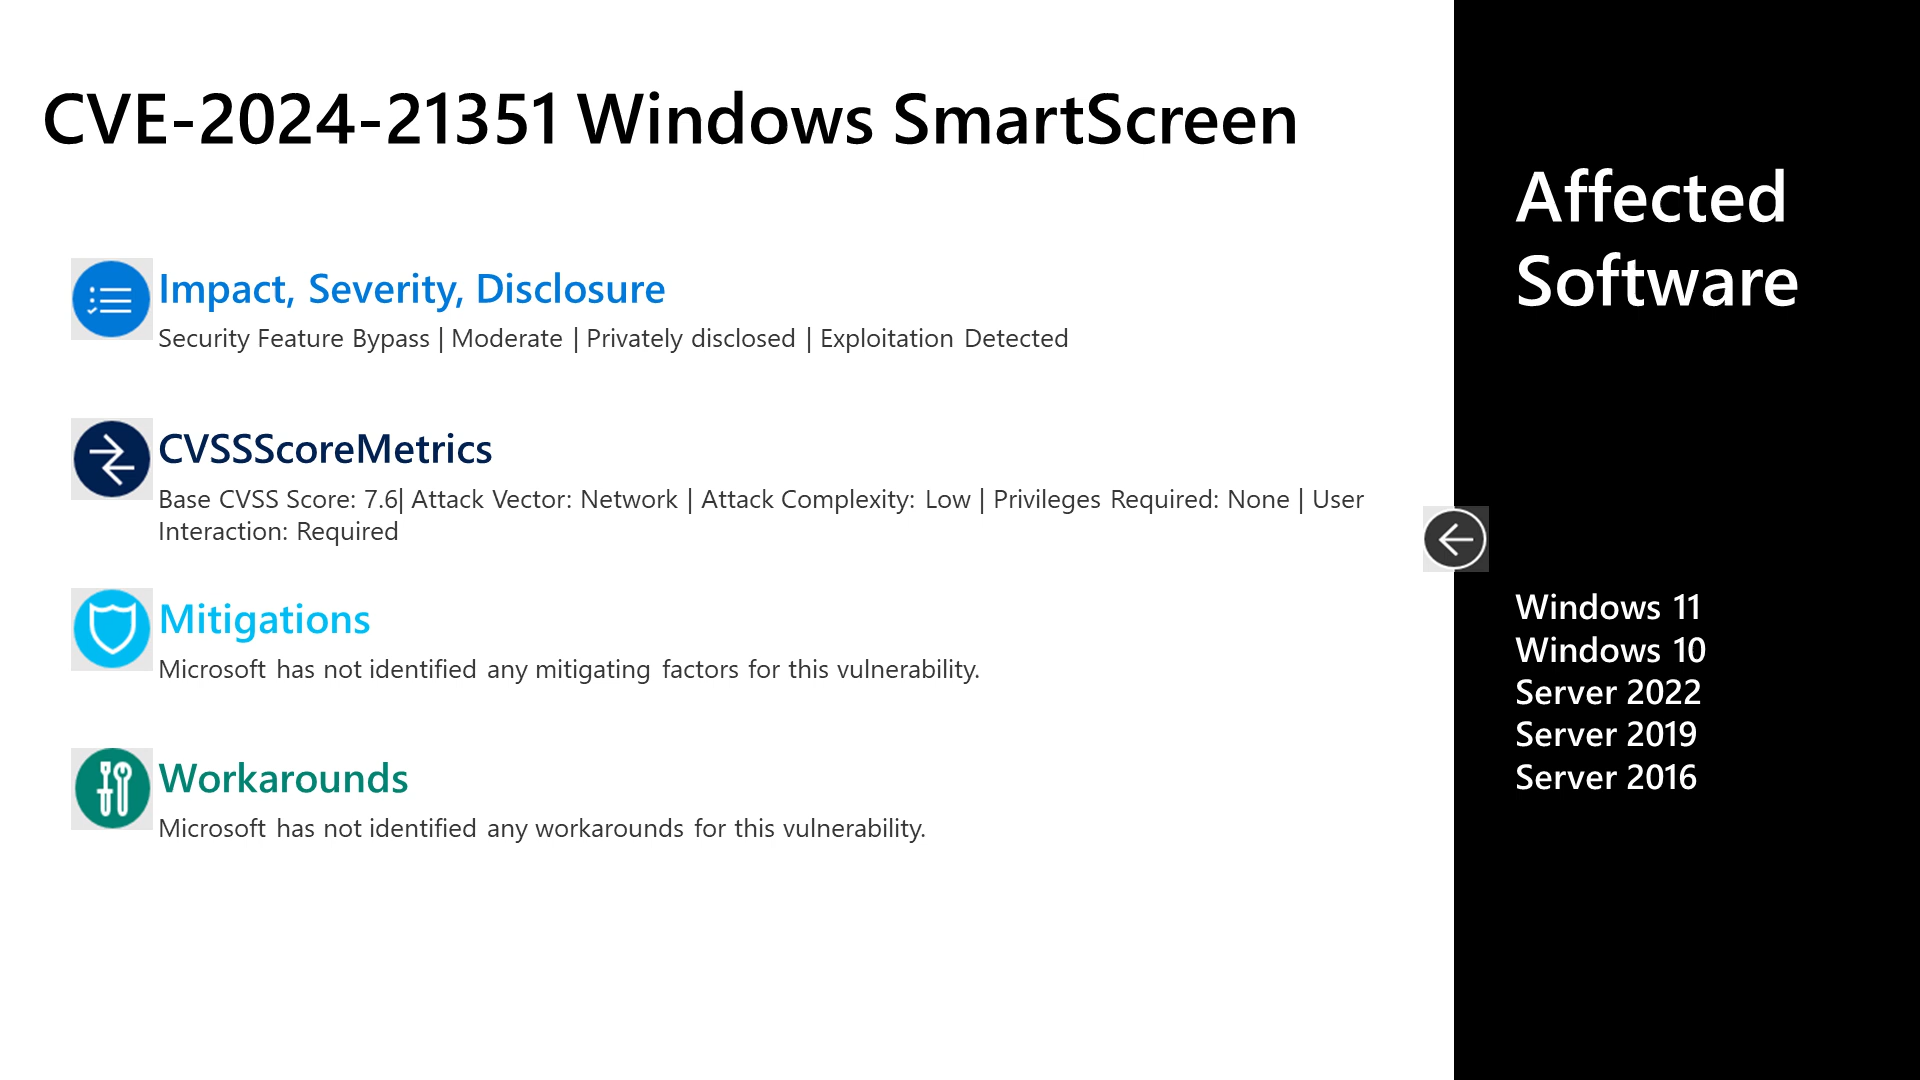 CVE-2024-21351 Windows SmartScreen
Impact, Severity, Disclosure
Security Feature Bypass | Moderate | Privately disclosed | Exploitation Detected
CVSSScoreMetrics
Base CVSS Score: 7.6| Attack Vector: Network | Attack Complexity: Low | Privileges Required: None | User
Interaction: Required
Mitigations
Microsoft has not identified any mitigating factors for this vulnerability.
Workarounds
Microsoft has not identified any workarounds for this vulnerability.
Affected
Software
Windows 11
Windows 10
Server 2022
Server 2019
Server 2016